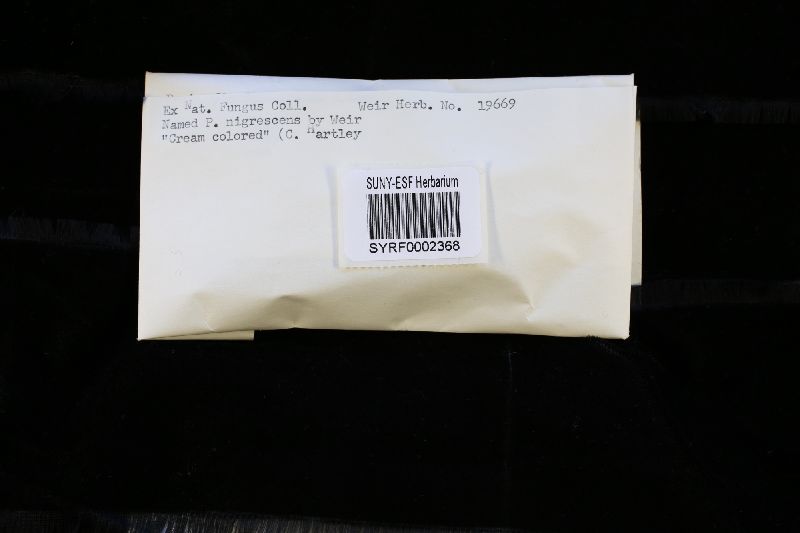 Ex Nat. Fungus Coll. Weir Herb. No. 19669
Named P. nigrescens by Weir
"Cream colored" (C. Hartley
SUNY-ESF Herbarium
SYRF0002368